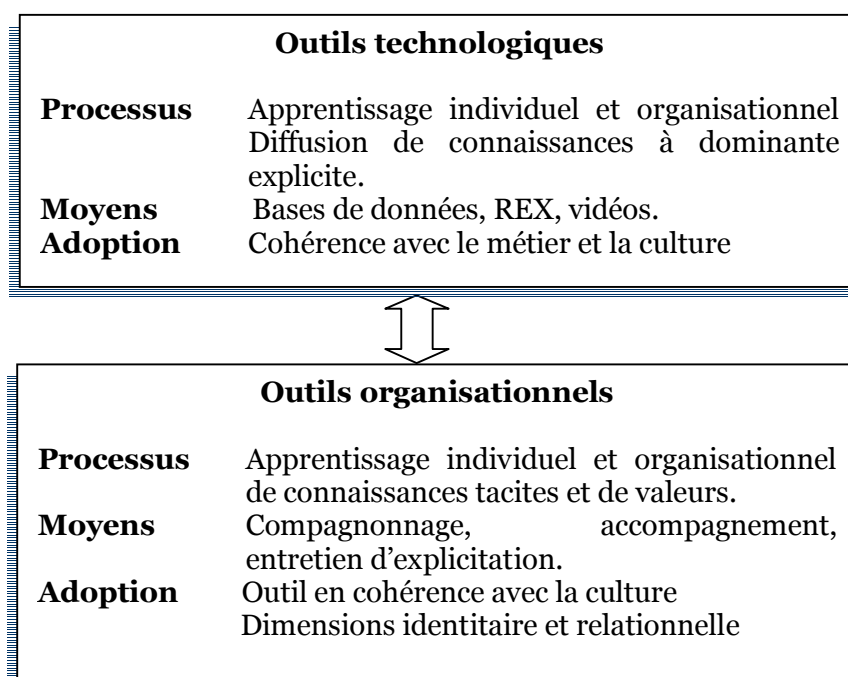 Outils technologiques
Processus Apprentissage individuel et organisationnel
Diffusion de connaissances à dominante
explicite.
Moyens Bases de données, REX, vidéos.
Adoption Cohérence avec le métier et la culture
Outils organisationnels
Processus Apprentissage individuel et organisationnel
de connaissances tacites et de valeurs.
Moyens Compagnonnage, accompagnement,
entretien d’explicitation.
Adoption Outil en cohérence avec la culture
Dimensions identitaire et relationnelle